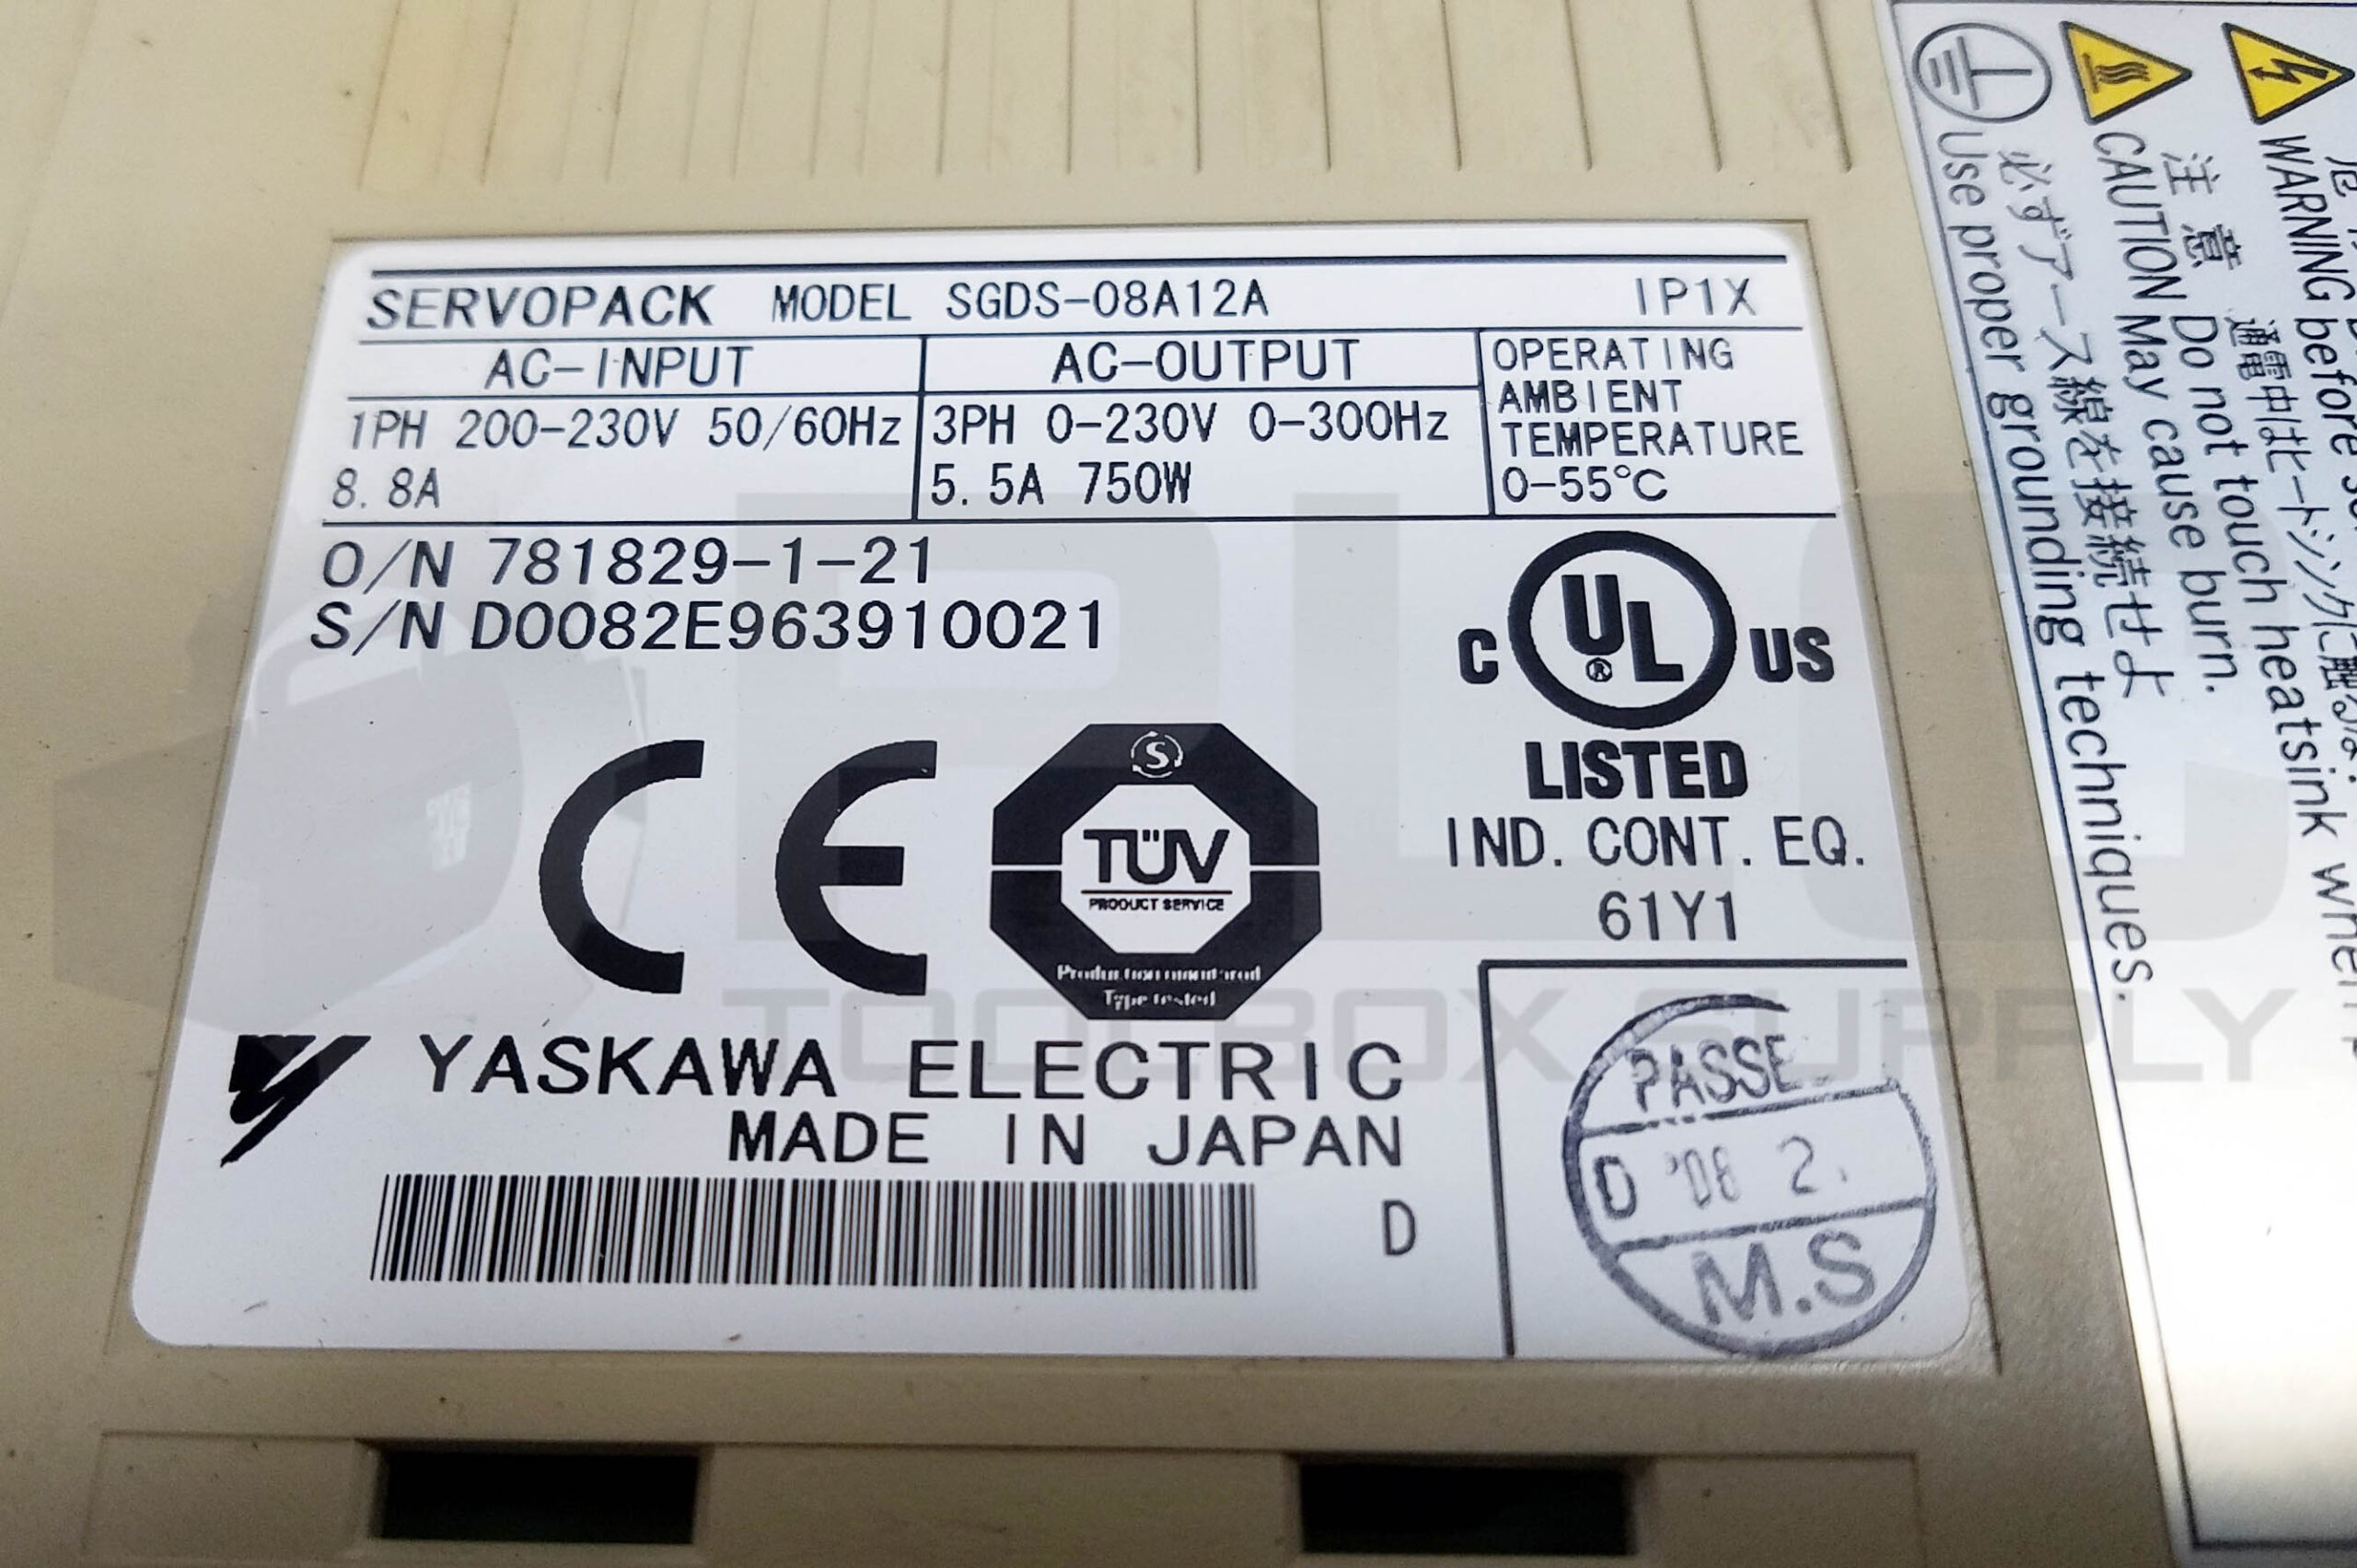 SERVOPACK MODEL SGDS-08A12A IP1X
AC-INPUT AC-OUTPUT OPERATING
AMBIENT
TEMPERATURE
0-55°C
1PH 200-230V 50/60Hz 3PH 0-230V 0-300Hz
8.8A 5.5A 750W
O/N 781829-1-21
S/N D0082E963910021
C UL® US
LISTED
IND. CONT. EQ.
61Y1
CE
S
TÜV
PRODUCT SERVICE
Type tested
YASKAWA ELECTRIC
MADE IN JAPAN
D
PASSE
D '08 2.
M.S
PLC
TOOLBOX SUPPLY
WARNING before
通電中はヒートシンクに触る
注意 Do not touch heatsink when
CAUTION May cause burn.
必ずアース線を接続せよ
Use proper grounding techniques.